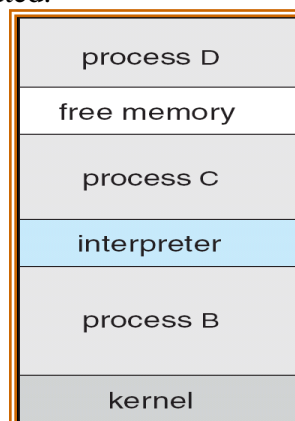 process D
free memory
process C
interpreter
process B
kernel